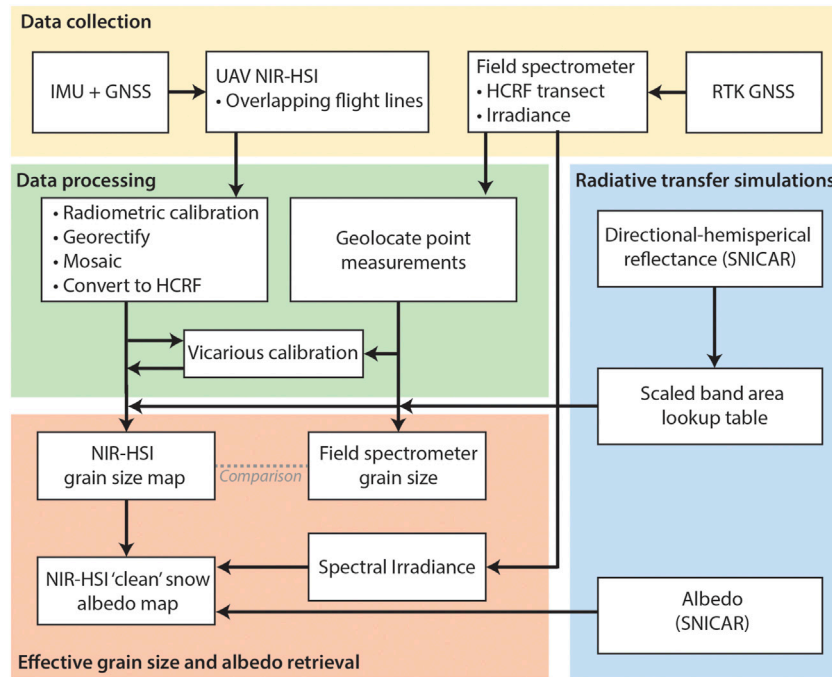 Data collection
IMU + GNSS
UAV NIR-HSI
• Overlapping flight lines
Field spectrometer
• HCRF transect
• Irradiance
RTK GNSS
Data processing
• Radiometric calibration
• Georectify
• Mosaic
• Convert to HCRF
Geolocate point
measurements
Vicarious calibration
Radiative transfer simulations
Directional-hemisperical
reflectance (SNICAR)
Scaled band area
lookup table
NIR-HSI
grain size map
Comparison
Field spectrometer
grain size
NIR-HSI ‘clean’ snow
albedo map
Spectral Irradiance
Albedo
(SNICAR)
Effective grain size and albedo retrieval